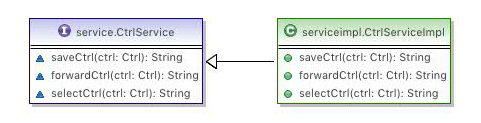 I service.CtrlService
saveCtrl(ctrl: Ctrl): String
forwardCtrl(ctrl: Ctrl): String
selectCtrl(ctrl: Ctrl): String
C serviceimpl.CtrlServiceImpl
saveCtrl(ctrl: Ctrl): String
forwardCtrl(ctrl: Ctrl): String
selectCtrl(ctrl: Ctrl): String